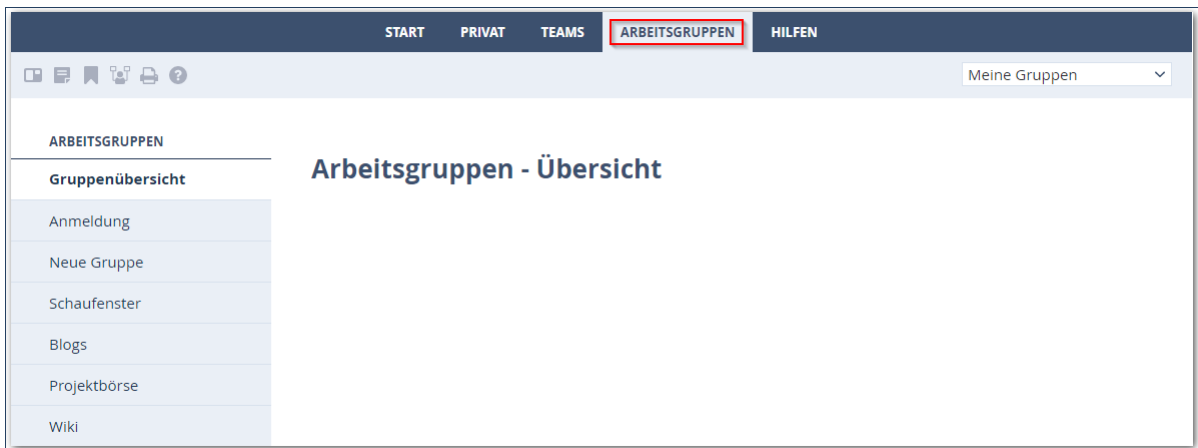 START PRIVAT TEAMS ARBEITSGRUPPEN HILFEN
Meine Gruppen
ARBEITSGRUPPEN
Gruppenübersicht
Anmeldung
Neue Gruppe
Schaufenster
Blogs
Projektbörse
Wiki
Arbeitsgruppen - Übersicht